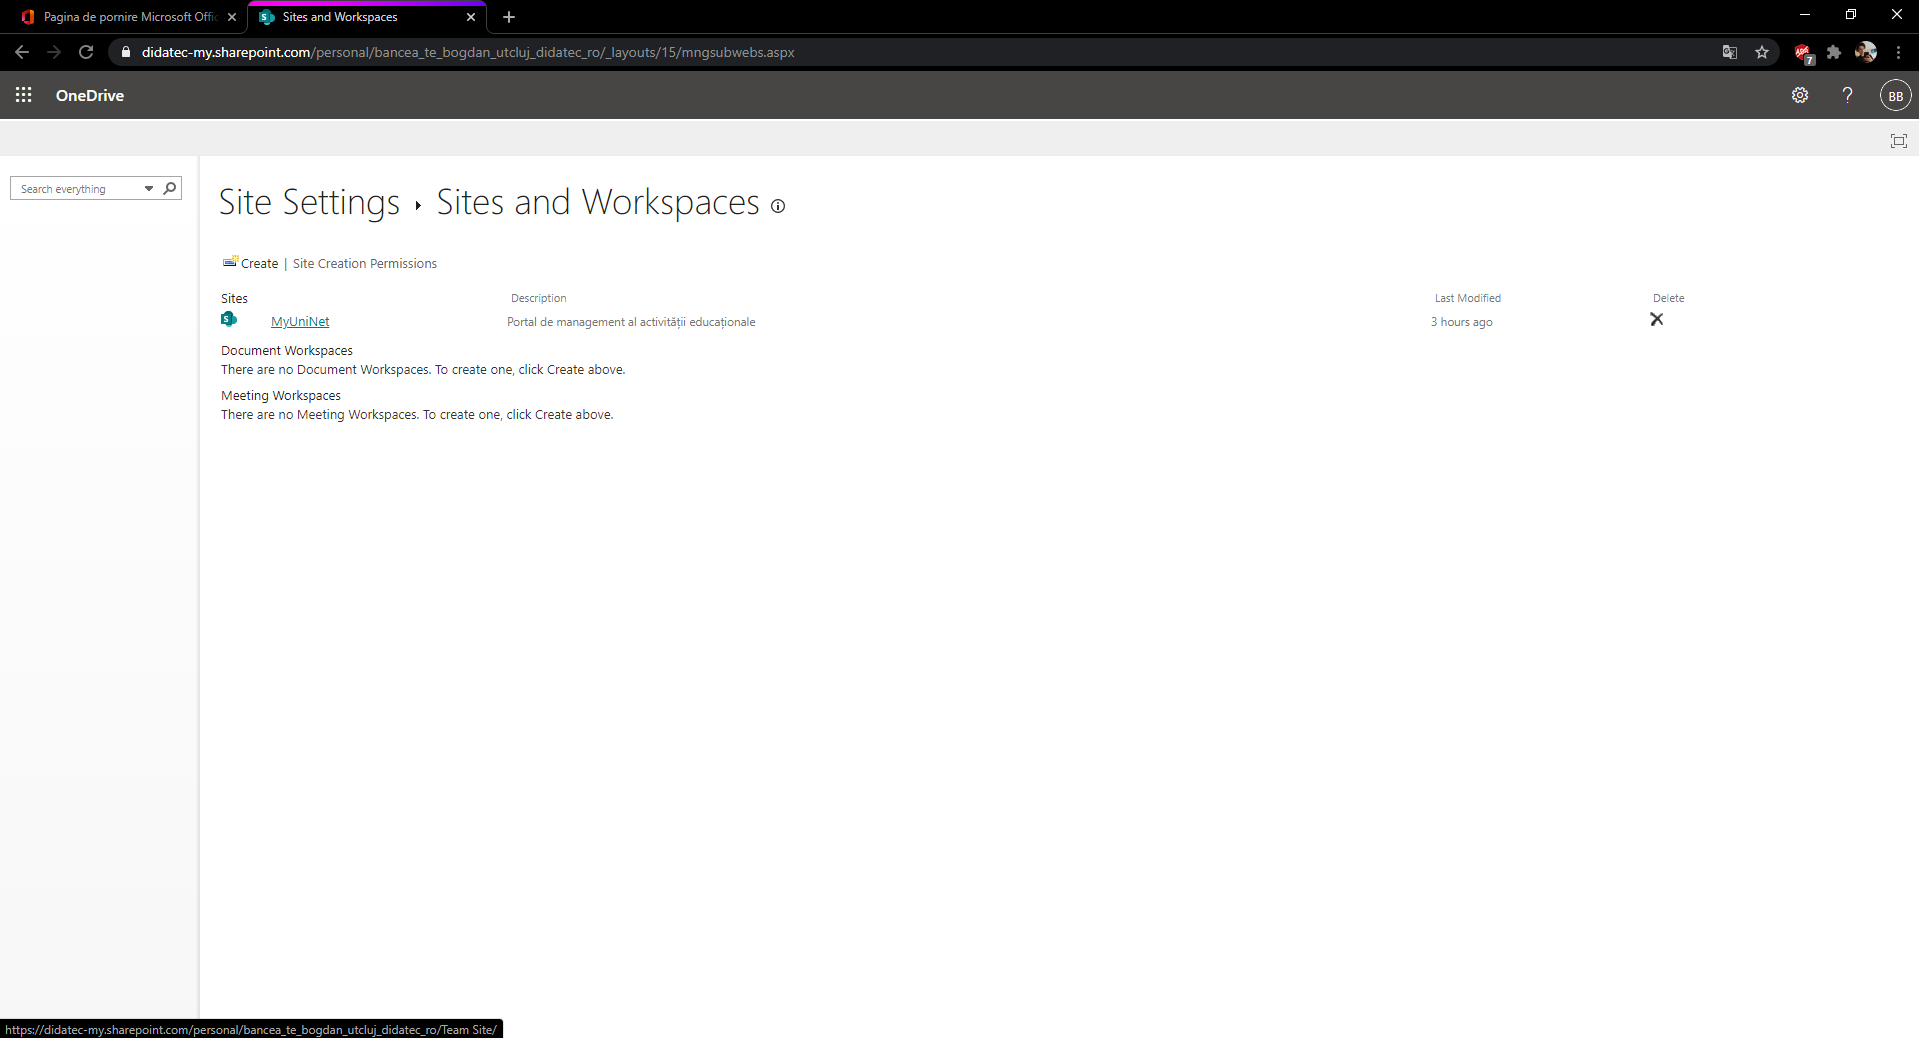 Pagina de pornire Microsoft Offic
Sites and Workspaces
didatec-my.sharepoint.com/personal/bancea_te_bogdan_utcluj_didatec_ro/_layouts/15/mngsubwebs.aspx
7
OneDrive
?
BB
Search everything
Site Settings
Sites and Workspaces
Create | Site Creation Permissions
Sites Description Last Modified Delete
MyUniNet Portal de management al activității educaționale 3 hours ago
Document Workspaces
There are no Document Workspaces. To create one, click Create above.
Meeting Workspaces
There are no Meeting Workspaces. To create one, click Create above.
https://didatec-my.sharepoint.com/personal/bancea_te_bogdan_utcluj_didatec_ro/Team Site/